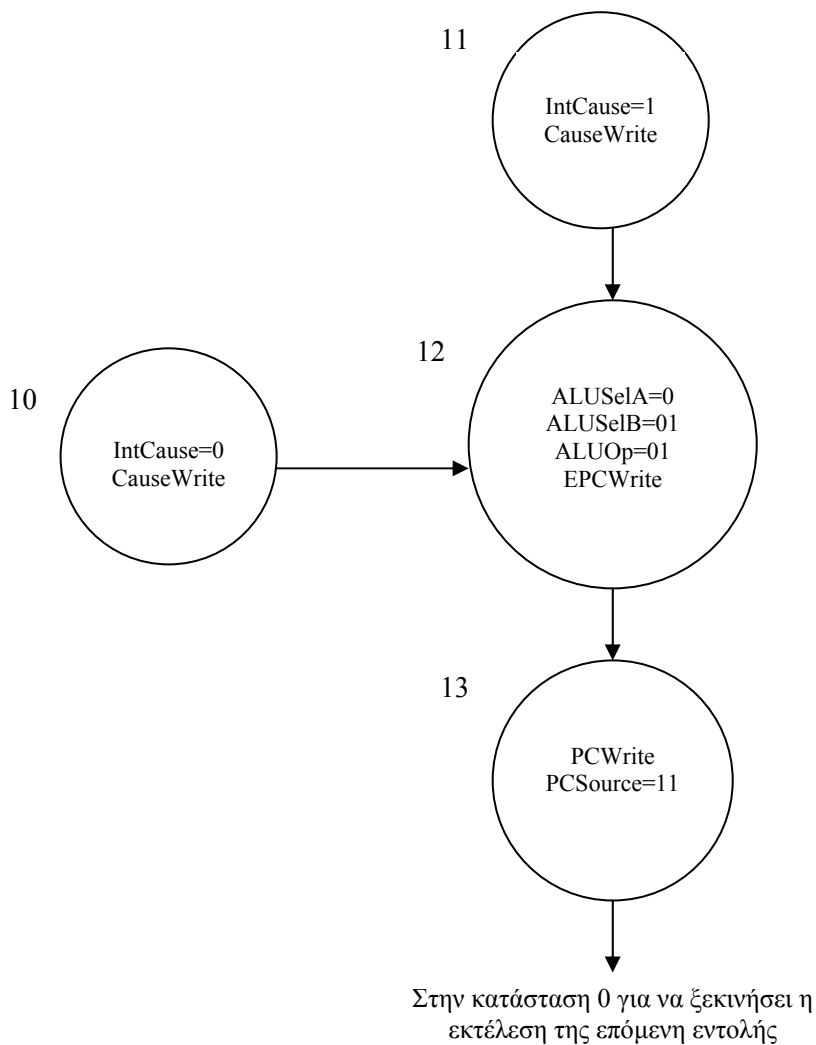 11
IntCause=1
CauseWrite
12
ALUSelA=0
ALUSelB=01
ALUOp=01
EPCWrite
10
IntCause=0
CauseWrite
13
PCWrite
PCSource=11
Στην κατάσταση 0 για να ξεκινήσει η
εκτέλεση της επόμενη εντολής